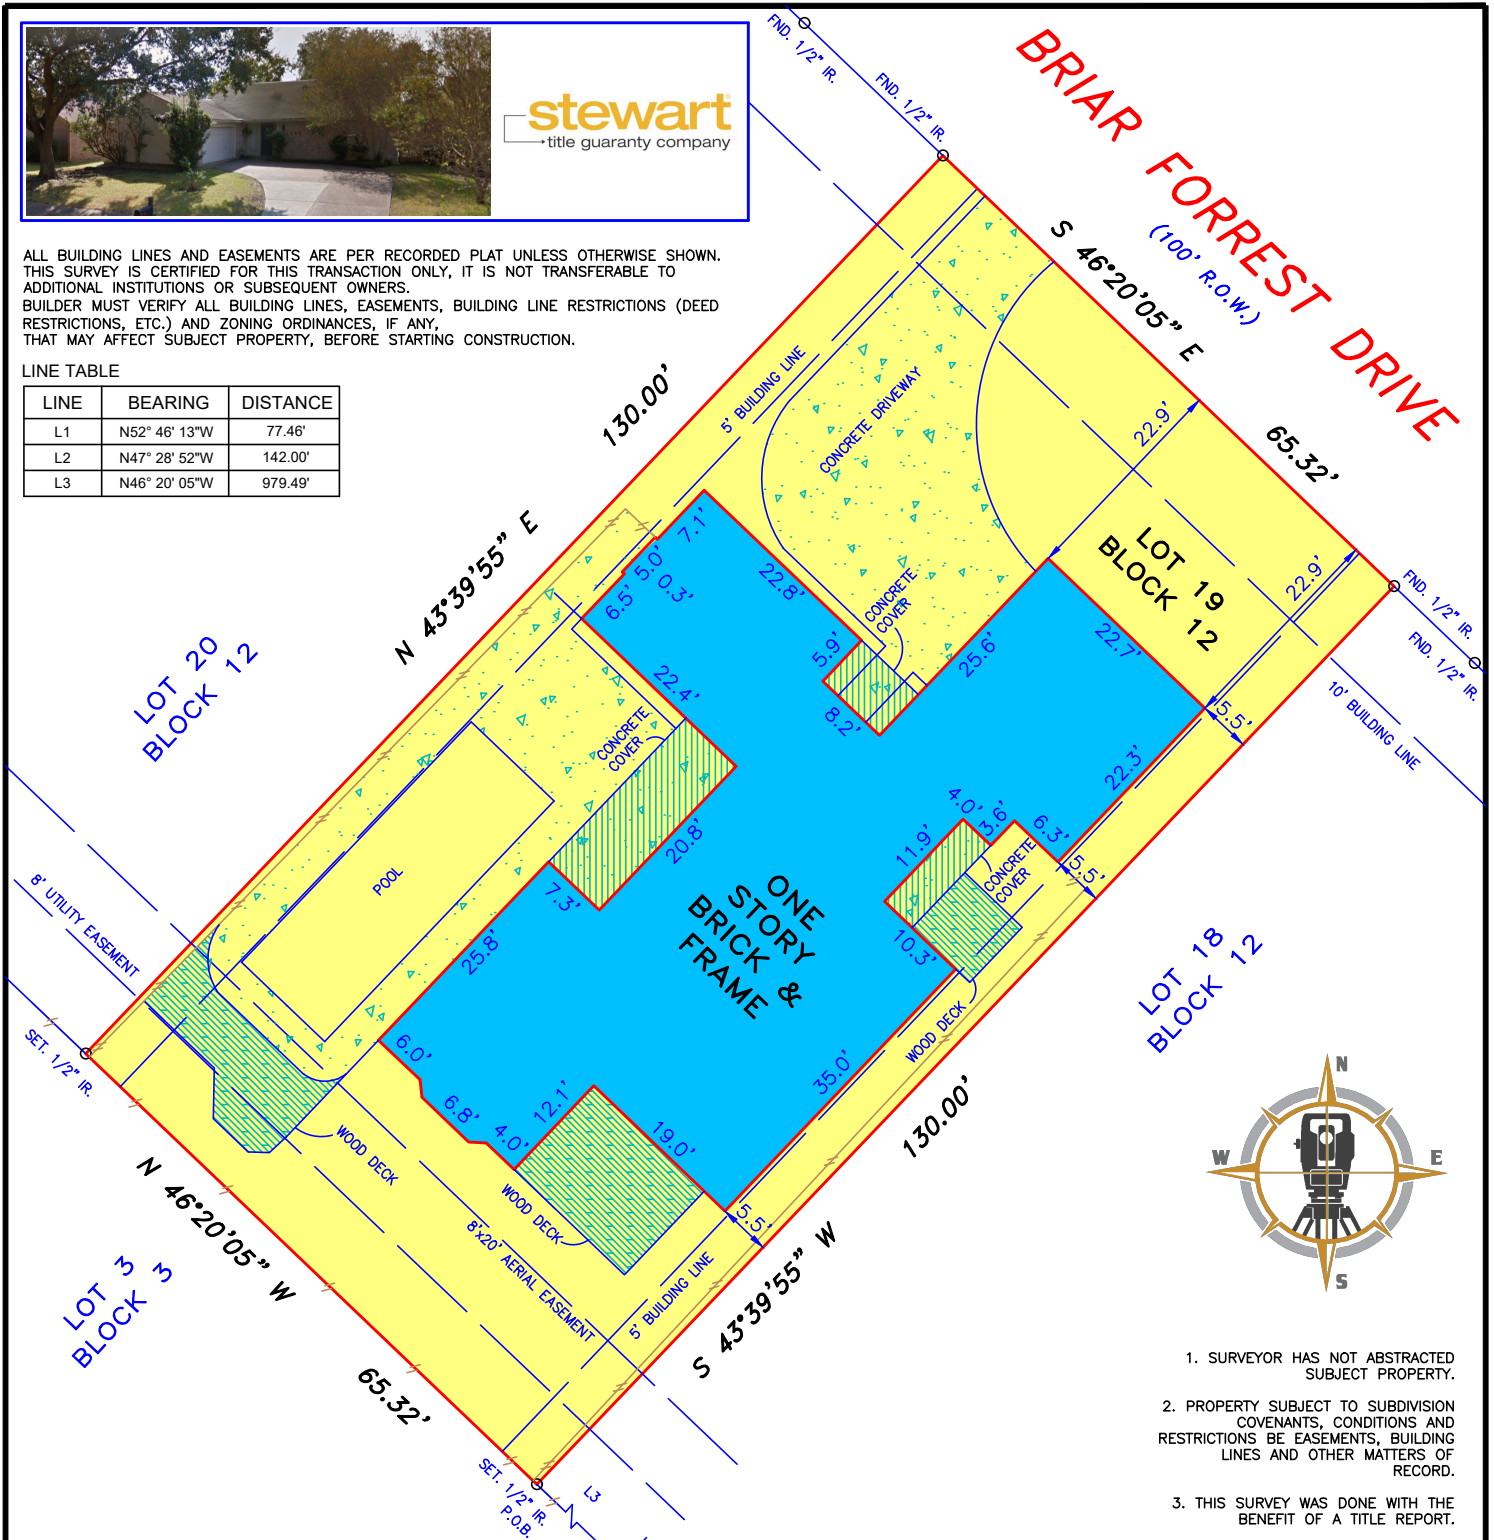 stewart
title guaranty company
ALL BUILDING LINES AND EASEMENTS ARE PER RECORDED PLAT UNLESS OTHERWISE SHOWN.
THIS SURVEY IS CERTIFIED FOR THIS TRANSACTION ONLY, IT IS NOT TRANSFERABLE TO
ADDITIONAL INSTITUTIONS OR SUBSEQUENT OWNERS.
BUILDER MUST VERIFY ALL BUILDING LINES, EASEMENTS, BUILDING LINE RESTRICTIONS (DEED
RESTRICTIONS, ETC.) AND ZONING ORDINANCES, IF ANY,
THAT MAY AFFECT SUBJECT PROPERTY, BEFORE STARTING CONSTRUCTION.
LINE TABLE
LINE BEARING DISTANCE
L1 N52° 46' 13"W 77.46'
L2 N47° 28' 52"W 142.00'
L3 N46° 20' 05"W 979.49'
FND. 1/2" IR.
FND. 1/2" IR.
BRIAR FORREST DRIVE
(100' R.O.W.)
S 46°20'05" E
65.32'
130.00'
N 43°39'55" E
5' BUILDING LINE
CONCRETE DRIVEWAY
22.9'
22.9'
LOT 19
BLOCK 12
FND. 1/2" IR.
FND. 1/2" IR.
10' BUILDING LINE
7.1'
5.0'
0.3'
6.5'
22.8'
CONCRETE
COVER
5.9'
8.2'
25.6'
22.7'
5.5'
22.3'
22.4'
CONCRETE
COVER
20.8'
7.3'
25.8'
POOL
LOT 20
BLOCK 12
8' UTILITY EASEMENT
SET. 1/2" IR.
4.0'
3.6'
6.3'
11.9'
CONCRETE
COVER
5.5'
10.3'
ONE
STORY
BRICK &
FRAME
WOOD DECK
35.0'
LOT 18
BLOCK 12
130.00'
S 43°39'55" W
6.0'
6.8'
4.0'
12.1'
19.0'
5.5'
WOOD DECK
WOOD DECK
8'x20' AERIAL EASEMENT
5' BUILDING LINE
N 46°20'05" W
65.32'
LOT 3
BLOCK 3
SET. 1/2" IR.
P.O.B.
L3
N
W
E
S
1. SURVEYOR HAS NOT ABSTRACTED
SUBJECT PROPERTY.
2. PROPERTY SUBJECT TO SUBDIVISION
COVENANTS, CONDITIONS AND
RESTRICTIONS BE EASEMENTS, BUILDING
LINES AND OTHER MATTERS OF
RECORD.
3. THIS SURVEY WAS DONE WITH THE
BENEFIT OF A TITLE REPORT.